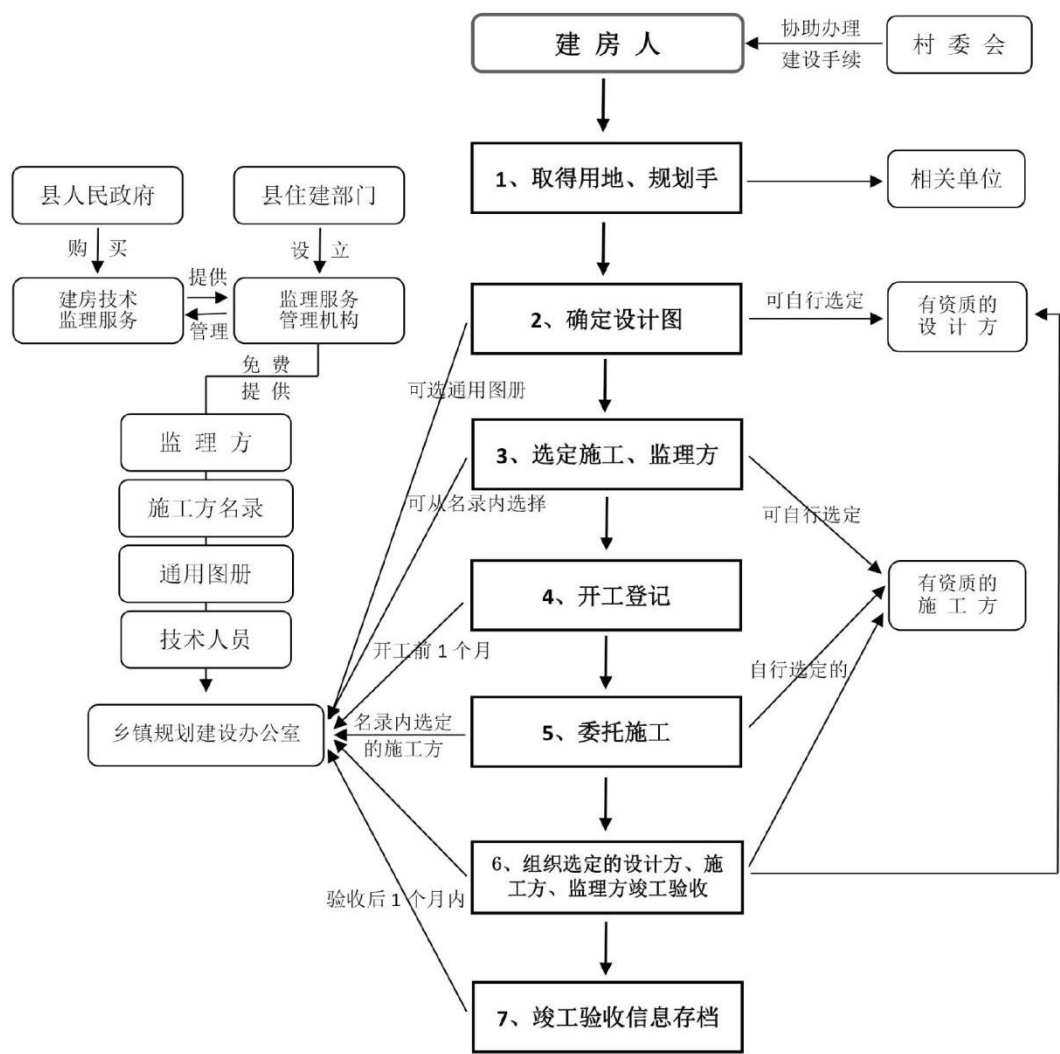 建 房 人
协助办理
建设手续
村 委 会
1、取得用地、规划手
相关单位
县人民政府
县住建部门
购 买
设 立
建房技术
监理服务
提供
管理
监理服务
管理机构
2、确定设计图
可自行选定
有资质的
设 计 方
免 费
提 供
可选通用图册
监 理 方
3、选定施工、监理方
施工方名录
可从名录内选择
可自行选定
通用图册
4、开工登记
有资质的
施 工 方
技术人员
开工前 1 个月
自行选定的
乡镇规划建设办公室
名录内选定
的施工方
5、委托施工
6、组织选定的设计方、施
工方、监理方竣工验收
验收后 1 个月内
7、竣工验收信息存档